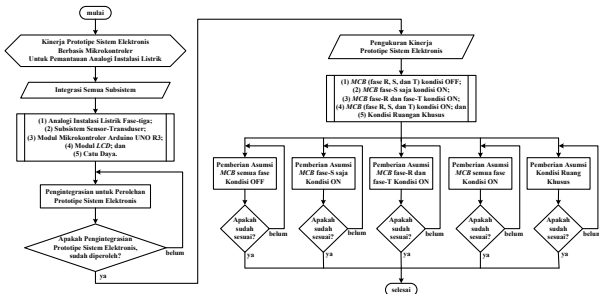 mulai
Kinerja Prototipe Sistem Elektronis
Berbasis Mikrokontroler
Untuk Pemantauan Analogi Instalasi Listrik
Integrasi Semua Subsistem
(1) Analogi Instalasi Listrik Fase-tiga;
(2) Subsistem Sensor-Transduser;
(3) Modul Mikrokontroler Arduino UNO R3;
(4) Modul LCD; dan
(5) Catu Daya.
Pengintegrasian untuk Perolehan
Prototipe Sistem Elektronis
Apakah Pengintegrasian
Prototipe Sistem Elektronis,
sudah diperoleh?
belum
ya
Pengukuran Kinerja
Prototipe Sistem Elektronis
(1) MCB (fase R, S, dan T) kondisi OFF;
(2) MCB fase-S saja kondisi ON;
(3) MCB fase-R dan fase-T kondisi ON;
(4) MCB (fase R, S, dan T) kondisi ON; dan
(5) Kondisi Ruangan Khusus
Pemberian Asumsi
MCB semua fase
Kondisi OFF
Apakah
sudah
sesuai?
belum
ya
Pemberian Asumsi
MCB fase-S saja
Kondisi ON
Apakah
sudah
sesuai?
belum
ya
Pemberian Asumsi
MCB fase-R dan
fase-T Kondisi ON
Apakah
sudah
sesuai?
belum
ya
Pemberian Asumsi
MCB semua fase
Kondisi ON
Apakah
sudah
sesuai?
belum
ya
Pemberian Asumsi
Kondisi Ruang
Khusus
Apakah
sudah
sesuai?
belum
ya
selesai